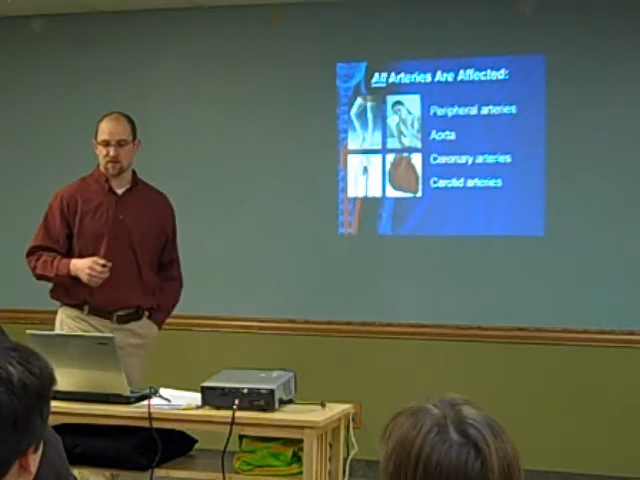 All Arteries Are Affected:
Peripheral arteries
Aorta
Coronary arteries
Carotid arteries